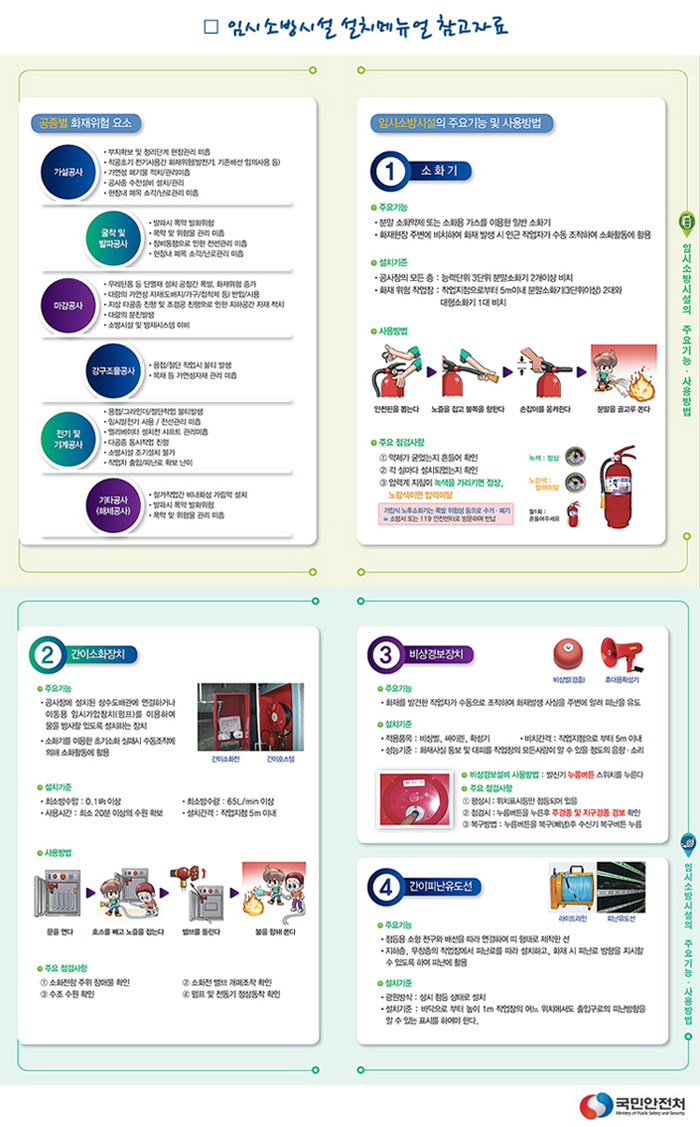 □ 임시소방시설 설치메뉴얼 참고자료
공종별 화재위험 요소
가설공사
• 부지확보 및 정리단계 현장관리 미흡
• 착공초기 전기사용간 화재위험(발전기, 기존배선 임의사용 등)
• 가연성 폐기물 적치/관리미흡
• 공사중 수전설비 설치/관리
• 현장내 폐목 소각/난로관리 미흡
굴착 및
발파공사
• 발파시 폭약 발화위험
• 폭약 및 위험물 관리 미흡
• 장비동행으로 인한 전선관리 미흡
• 현장내 폐목 소각/난로관리 미흡
마감공사
• 우레탄폼 등 단열재 설치 공정간 폭발, 화재위험 증가
• 대량의 가연성 자재(도배지/가구/접착제 등) 반입/사용
• 지상 타공종 진행 및 조경공 진행으로 인한 지하공간 자재 적치
• 대량의 분진발생
• 소방시설 및 방재시스템 미비
강구조물공사
• 용접/절단 작업시 불티 발생
• 목재 등 가연성자재 관리 미흡
전기 및
기계공사
• 용접/그라인더/절단작업 불티발생
• 임시발전기 사용 / 전선관리 미흡
• 엘리베이터 설치전 샤프트 관리미흡
• 다공종 동시작업 진행
• 소방시설 조기설치 불가
• 작업자 출입/피난로 확보 난이
기타공사
(해체공사)
• 철거작업간 비내화성 가림막 설치
• 발파시 폭약 발화위험
• 폭약 및 위험물 관리 미흡
임시소방시설의 주요기능 및 사용방법
1 소 화 기
주요기능
• 분말 소화약제 또는 소화용 가스를 이용한 일반 소화기
• 화재현장 주변에 비치하여 화재 발생 시 인근 작업자가 수동 조작하여 소화활동에 활용
설치기준
• 공사장의 모든 층 : 능력단위 3단위 분말소화기 2개이상 비치
• 화재 위험 작업장 : 작업지점으로부터 5m이내 분말소화기(3단위이상) 2대와
대형소화기 1대 비치
사용방법
안전핀을 뽑는다
노즐을 잡고 불쪽을 향한다
손잡이를 움켜쥔다
분말을 골고루 쏜다
주요 점검사항
① 약제가 굳었는지 흔들어 확인
② 각 실마다 설치되었는지 확인
③ 압력계 지침이 녹색을 가리키면 정상,
노랑색이면 압력미달
가압식 노후소화기는 폭발 위험성 등으로 수거 · 폐기
소방서 또는 119 안전센터로 방문하여 반납
녹색 : 정상
노란색 :
압력미달
월1회 :
흔들어주세요
임시소방시설의 주요기능 · 사용방법
2 간이소화장치
주요기능
• 공사장에 설치된 상수도배관에 연결하거나
이동용 임시가압장치(펌프)를 이용하여
물을 방사할 있도록 설치하는 장치
• 소화기를 이용한 초기소화 실패시 수동조작에
의해 소화활동에 활용
간이소화전
간이호스릴
설치기준
• 최소방수압 : 0.1㎫ 이상
• 최소방수량 : 65L/min 이상
• 사용시간 : 최소 20분 이상의 수원 확보
• 설치간격 : 작업지점 5m 이내
사용방법
문을 연다
호스를 빼고 노즐을 잡는다
밸브를 돌린다
불을 향해 쏜다
주요 점검사항
① 소화전함 주위 장애물 확인
② 소화전 밸브 개폐조작 확인
③ 수조 수원 확인
④ 펌프 및 전동기 정상동작 확인
3 비상경보장치
비상벨(경종)
휴대용확성기
주요기능
• 화재를 발견한 작업자가 수동으로 조작하여 화재발생 사실을 주변에 알려 피난을 유도
설치기준
• 적용품목 : 비상벨, 싸이렌, 확성기
• 비치간격 : 작업지점으로 부터 5m 이내
• 성능기준 : 화재사실 통보 및 대피를 작업장의 모든사람이 알 수 있을 정도의 음향 · 소리
비상경보설비 사용방법 : 발신기 누름버튼 스위치를 누른다
주요 점검사항
① 평상시 : 위치표시등만 점등되어 있음
② 점검시 : 누름버튼을 누른후 주경종 및 지구경종 경보 확인
③ 복구방법 : 누름버튼을 복구(빼냄)후 수신기 복구버튼 누름
4 간이피난유도선
라이트라인
피난유도선
주요기능
• 점등용 소형 전구와 배선을 따라 연결하여 띠 형태로 제작한 선
• 지하층, 무창층의 작업장에서 피난로를 따라 설치하고, 화재 시 피난로 방향을 지시할
수 있도록 하여 피난에 활용
설치기준
• 광원방식 : 상시 점등 상태로 설치
• 설치기준 : 바닥으로 부터 높이 1m 작업장의 어느 위치에서도 출입구로의 피난방향을
알 수 있는 표시를 하여야 한다.
임시소방시설의 주요기능 · 사용방법
국민안전처
Ministry of Public Safety and Security